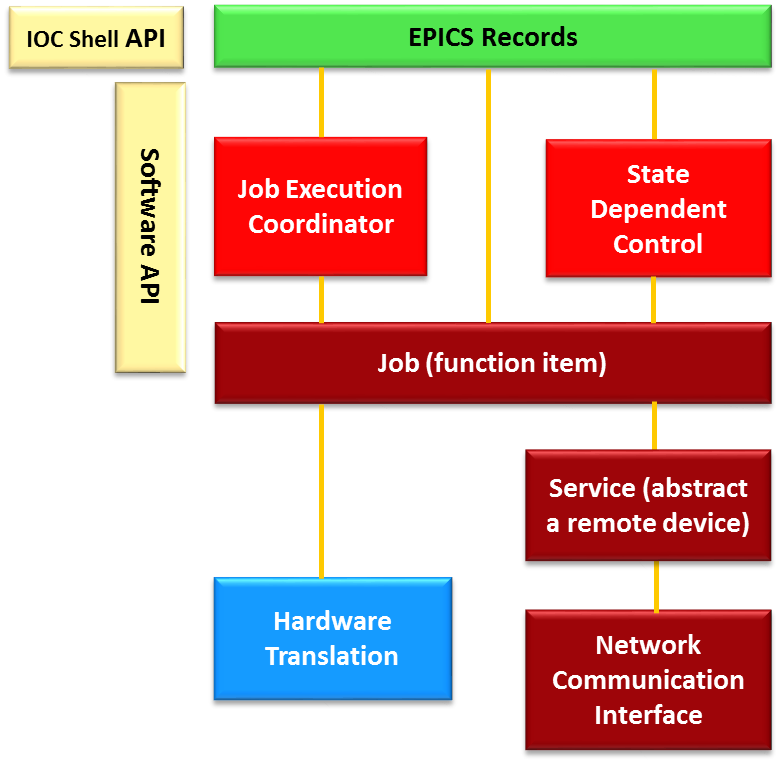 IOC Shell API
EPICS Records
Software API
Job Execution
Coordinator
State
Dependent
Control
Job (function item)
Service (abstract
a remote device)
Hardware
Translation
Network
Communication
Interface